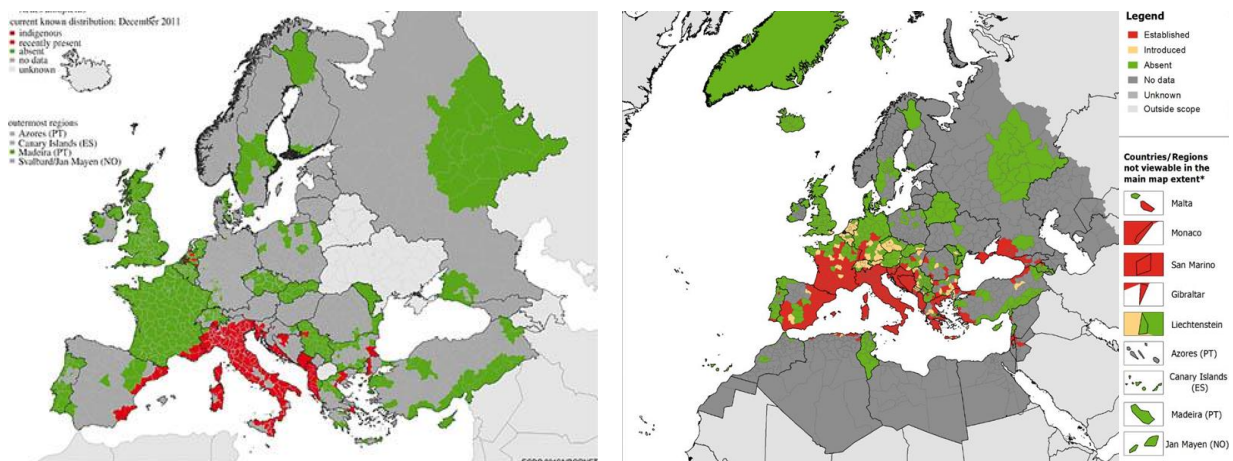 current known distribution: December 2011
indigenous
recently present
absent
no data
unknown
outermost regions
Azores (PT)
Canary Islands (ES)
Madeira (PT)
Svalbard/Jan Mayen (NO)
Legend
Established
Introduced
Absent
No data
Unknown
Outside scope
Countries/Regions
not viewable in the
main map extent*
Malta
Monaco
San Marino
Gibraltar
Liechtenstein
Azores (PT)
Canary Islands
(ES)
Madeira (PT)
Jan Mayen (NO)